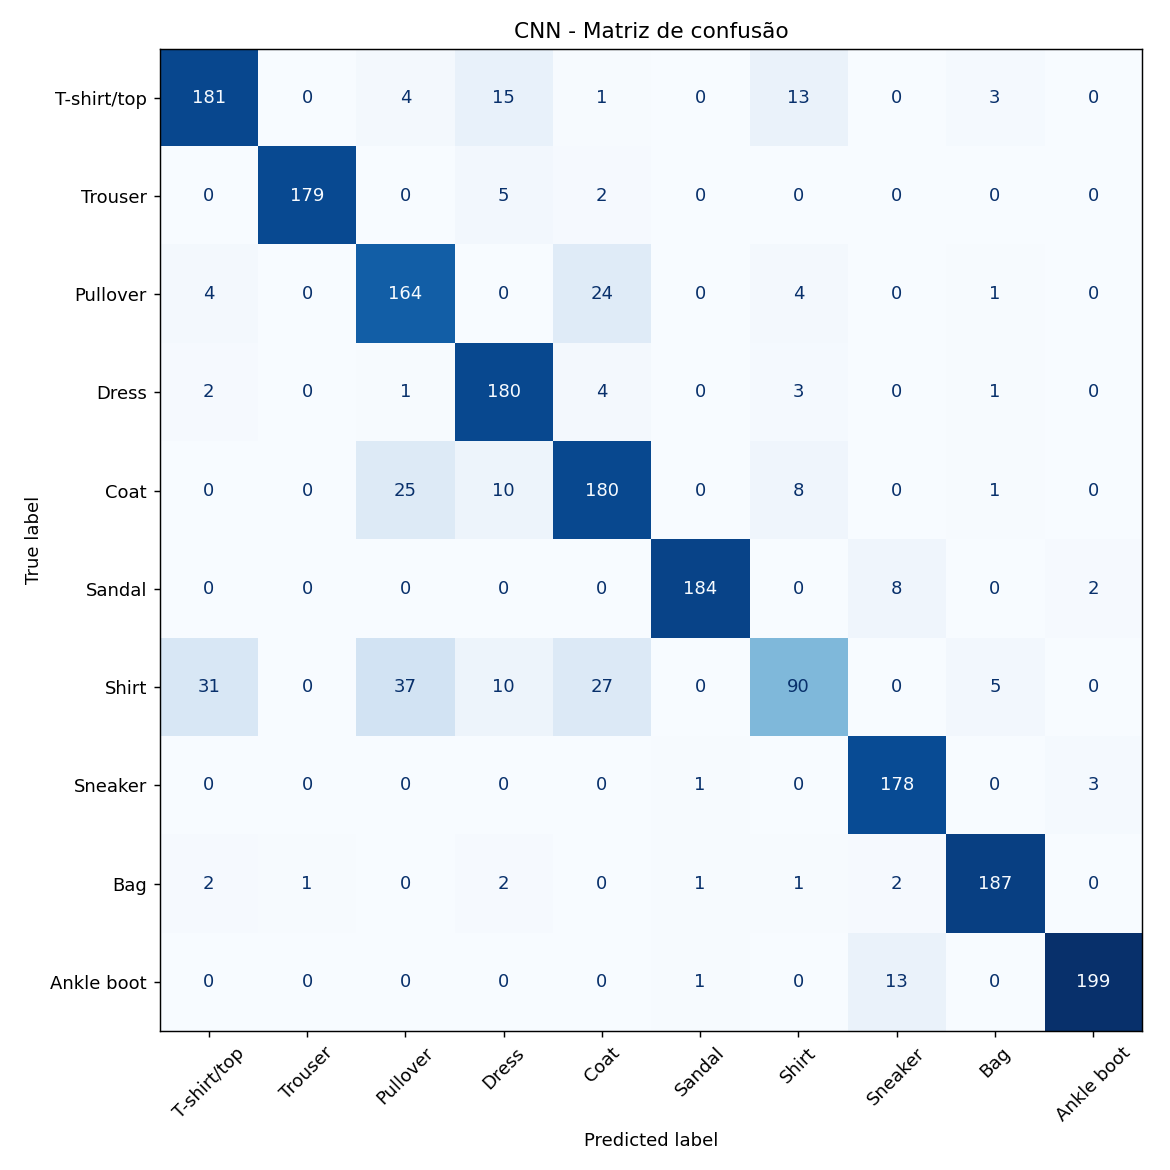 CNN - Matriz de confusão
True label
T-shirt/top 181 0 4 15 1 0 13 0 3 0
Trouser 0 179 0 5 2 0 0 0 0 0
Pullover 4 0 164 0 24 0 4 0 1 0
Dress 2 0 1 180 4 0 3 0 1 0
Coat 0 0 25 10 180 0 8 0 1 0
Sandal 0 0 0 0 0 184 0 8 0 2
Shirt 31 0 37 10 27 0 90 0 5 0
Sneaker 0 0 0 0 0 1 0 178 0 3
Bag 2 1 0 2 0 1 1 2 187 0
Ankle boot 0 0 0 0 0 1 0 13 0 199
T-shirt/top Trouser Pullover Dress Coat Sandal Shirt Sneaker Bag Ankle boot
Predicted label